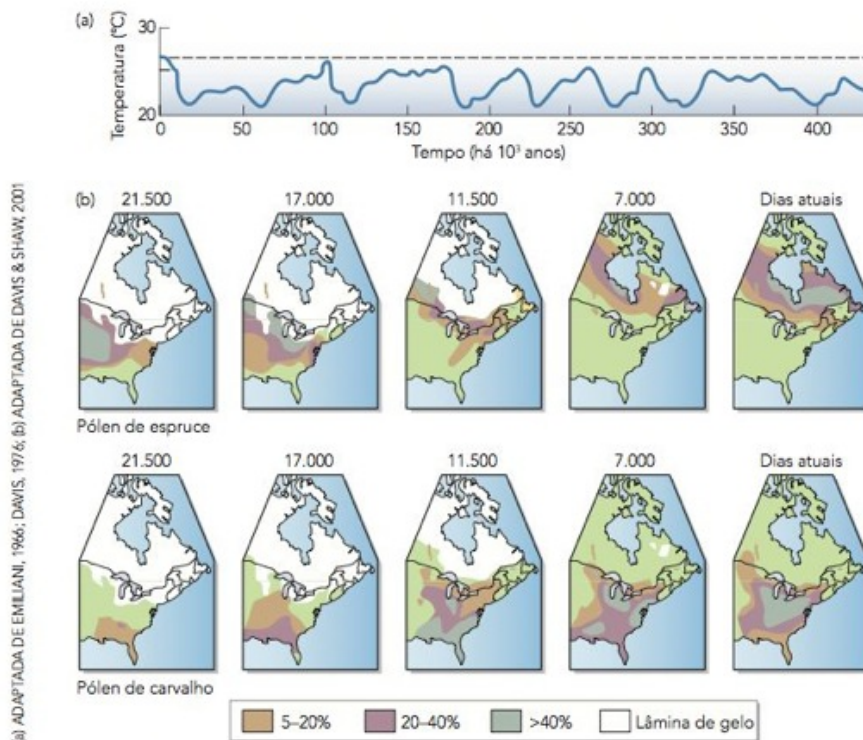 (a)
30
20
Temperatura (°C)
0 50 100 150 200 250 300 350 400
Tempo (há 10³ anos)
(b)
21.500 17.000 11.500 7.000 Dias atuais
Pólen de espruce
21.500 17.000 11.500 7.000 Dias atuais
Pólen de carvalho
5–20% 20–40% >40% Lâmina de gelo
a) ADAPTADA DE EMILIANI, 1966; DAVIS, 1976; (b) ADAPTADA DE DAVIS & SHAW, 2001